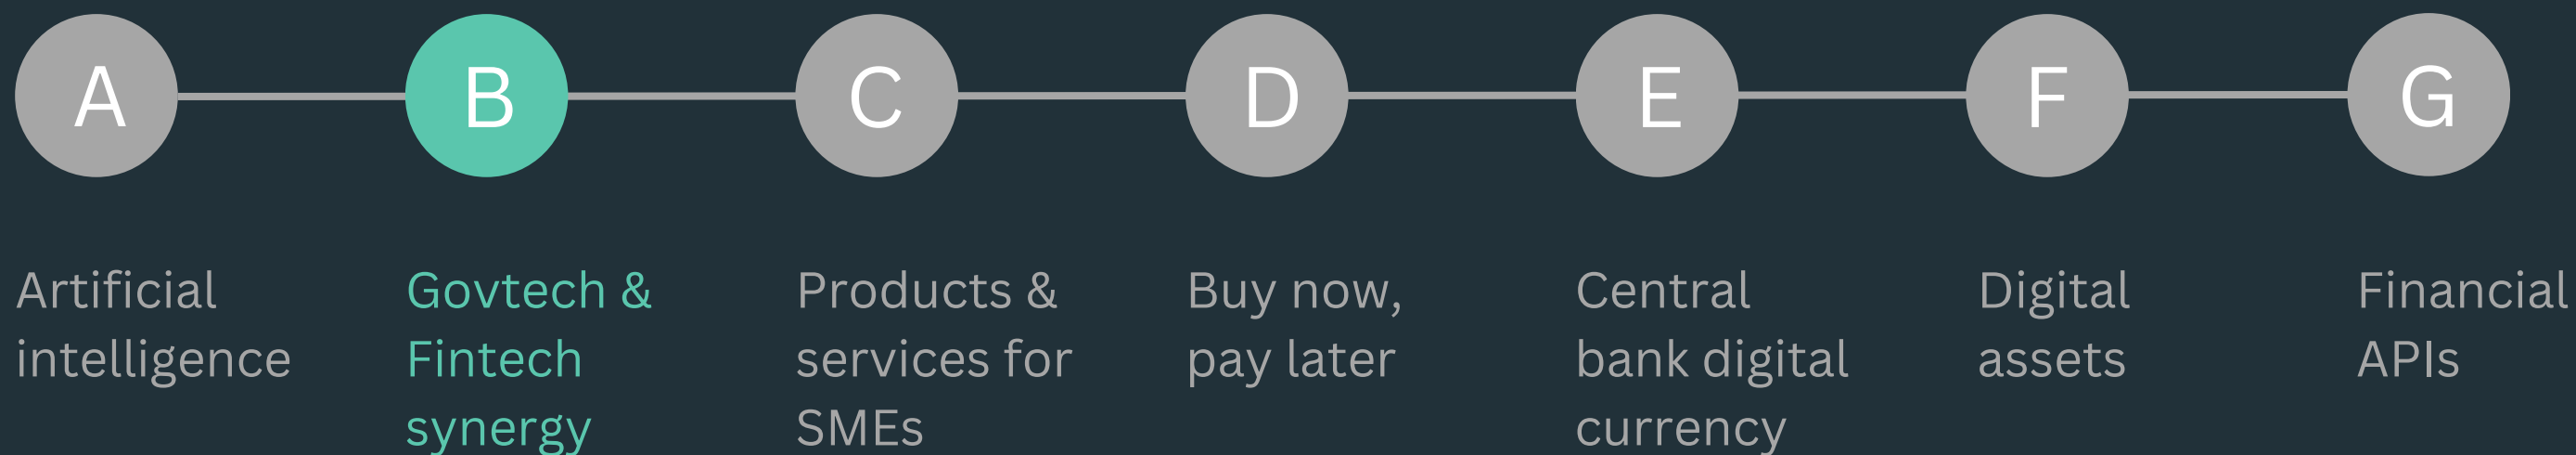 A
B
C
D
E
F
G
Artificial
intelligence
Govtech &
Fintech
synergy
Products &
services for
SMEs
Buy now,
pay later
Central
bank digital
currency
Digital
assets
Financial
APIs